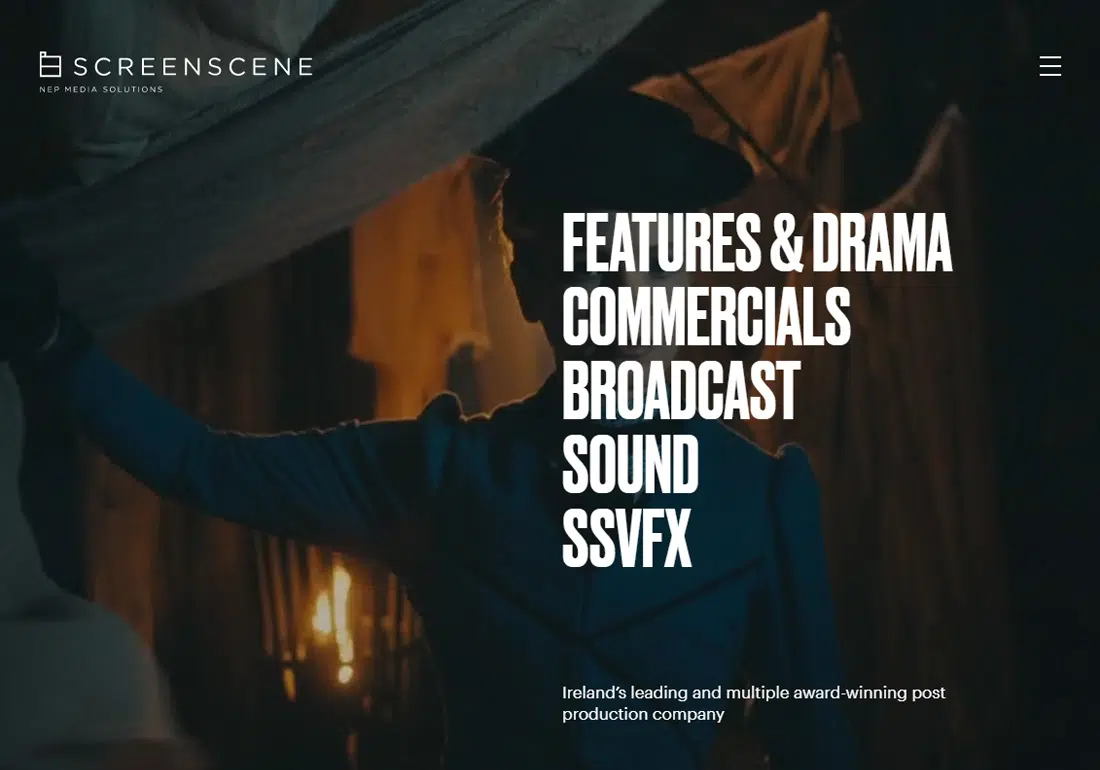 SCREENSCENE
NEP MEDIA SOLUTIONS
FEATURES & DRAMA
COMMERCIALS
BROADCAST
SOUND
SSVFX
Ireland's leading and multiple award-winning post
production company